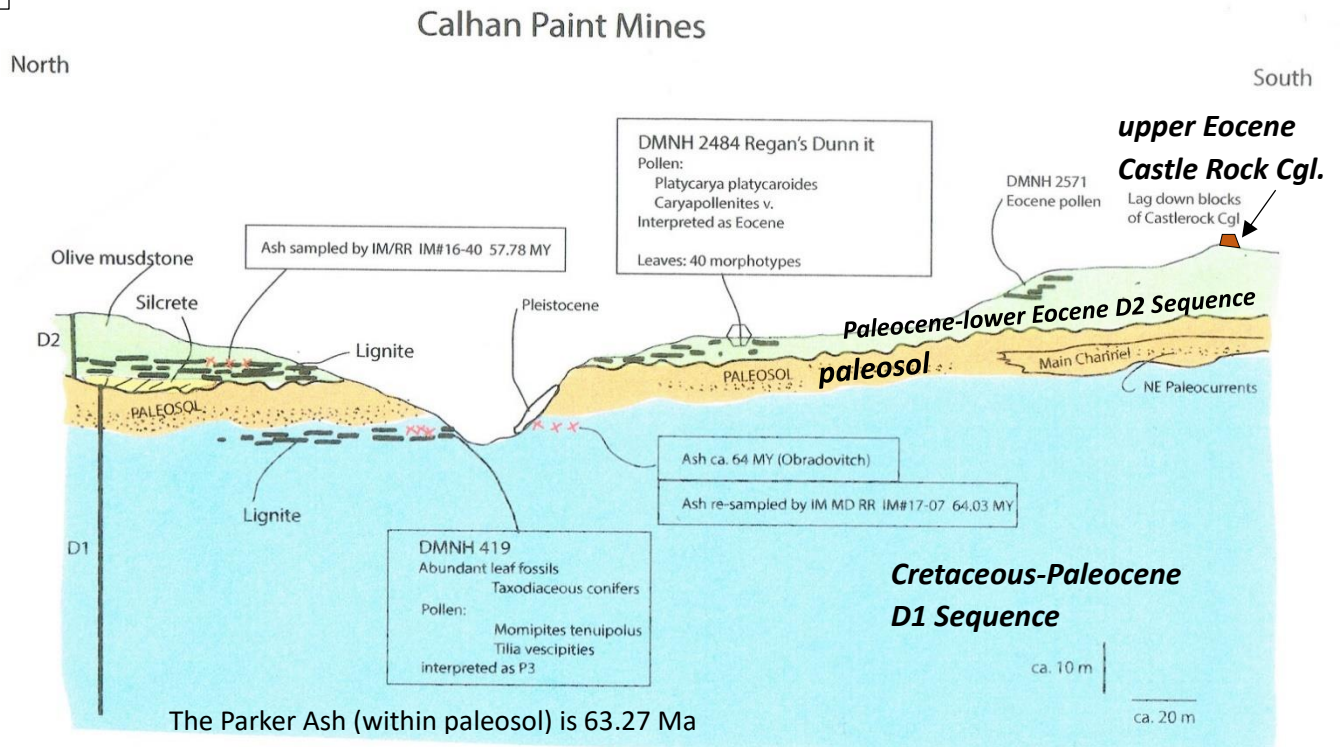 Calhan Paint Mines
North
South
upper Eocene
Castle Rock Cgl.
DMNH 2484 Regan's Dunn it
Pollen:
Platycarya platycaroides
Caryapollenites v.
Interpreted as Eocene
Leaves: 40 morphotypes
DMNH 2571
Eocene pollen
Lag down blocks
of Castlerock Cgl
Ash sampled by IM/RR IM#16-40 57.78 MY
Olive musdstone
Silcrete
Pleistocene
D2
Lignite
Paleocene-lower Eocene D2 Sequence
PALEOSOL
paleosol
Main Channel
NE Paleocurrents
PALEOSOL
Ash ca. 64 MY (Obradovitch)
Ash re-sampled by IM MD RR IM#17-07 64.03 MY
Lignite
D1
DMNH 419
Abundant leaf fossils
Taxodiaceous conifers
Pollen:
Momipites tenuipolus
Tilia vescipities
interpreted as P3
Cretaceous-Paleocene
D1 Sequence
ca. 10 m
ca. 20 m
The Parker Ash (within paleosol) is 63.27 Ma